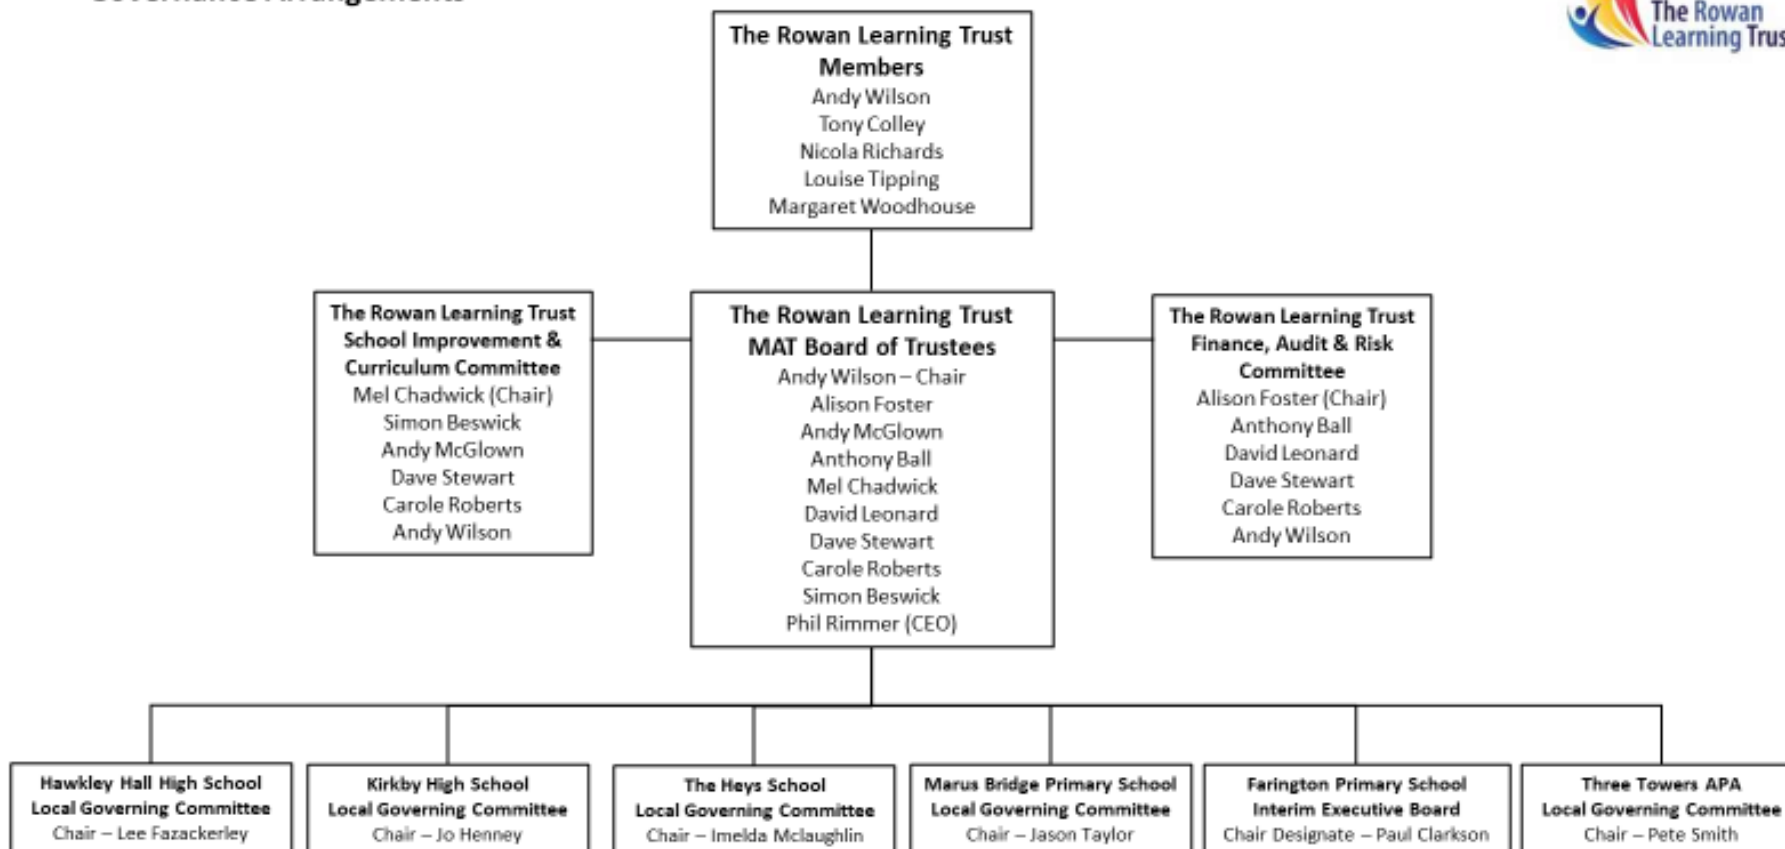 Governance Arrangements
The Rowan
Learning Trus
The Rowan Learning Trust
Members
Andy Wilson
Tony Colley
Nicola Richards
Louise Tipping
Margaret Woodhouse
The Rowan Learning Trust
School Improvement &
Curriculum Committee
Mel Chadwick (Chair)
Simon Beswick
Andy McGlown
Dave Stewart
Carole Roberts
Andy Wilson
The Rowan Learning Trust
MAT Board of Trustees
Andy Wilson – Chair
Alison Foster
Andy McGlown
Anthony Ball
Mel Chadwick
David Leonard
Dave Stewart
Carole Roberts
Simon Beswick
Phil Rimmer (CEO)
The Rowan Learning Trust
Finance, Audit & Risk
Committee
Alison Foster (Chair)
Anthony Ball
David Leonard
Dave Stewart
Carole Roberts
Andy Wilson
Hawkley Hall High School
Local Governing Committee
Chair – Lee Fazackerley
Kirkby High School
Local Governing Committee
Chair – Jo Henney
The Heys School
Local Governing Committee
Chair – Imelda Mclaughlin
Marus Bridge Primary School
Local Governing Committee
Chair – Jason Taylor
Farington Primary School
Interim Executive Board
Chair Designate – Paul Clarkson
Three Towers APA
Local Governing Committee
Chair – Pete Smith